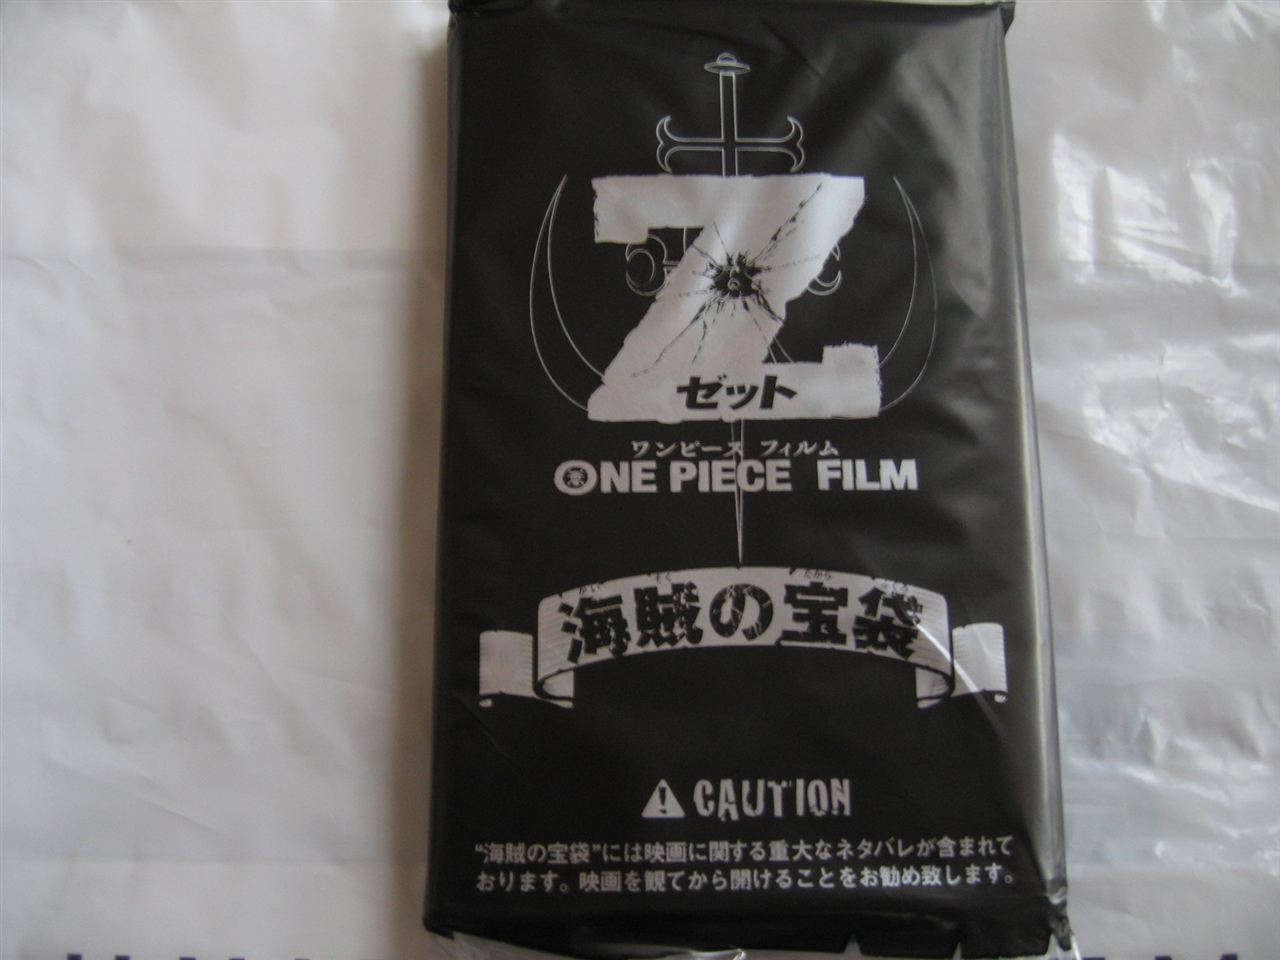 Z
ゼット
ワンピース フィルム
ONE PIECE FILM
海賊の宝袋
CAUTION
“海賊の宝袋”には映画に関する重大なネタバレが含まれて
おります。映画を観てから開けることをお勧め致します。